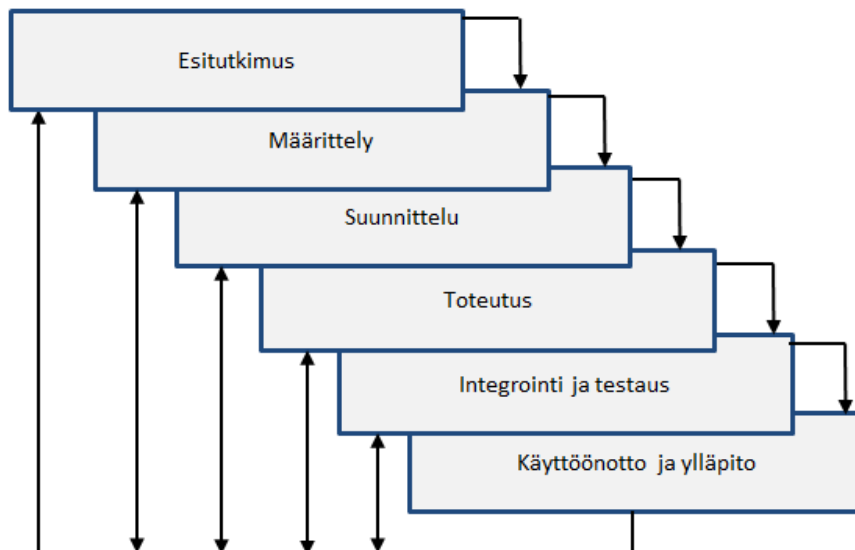 Esitutkimus
Määrittely
Suunnittelu
Toteutus
Integrointi ja testaus
Käyttöönotto ja ylläpito